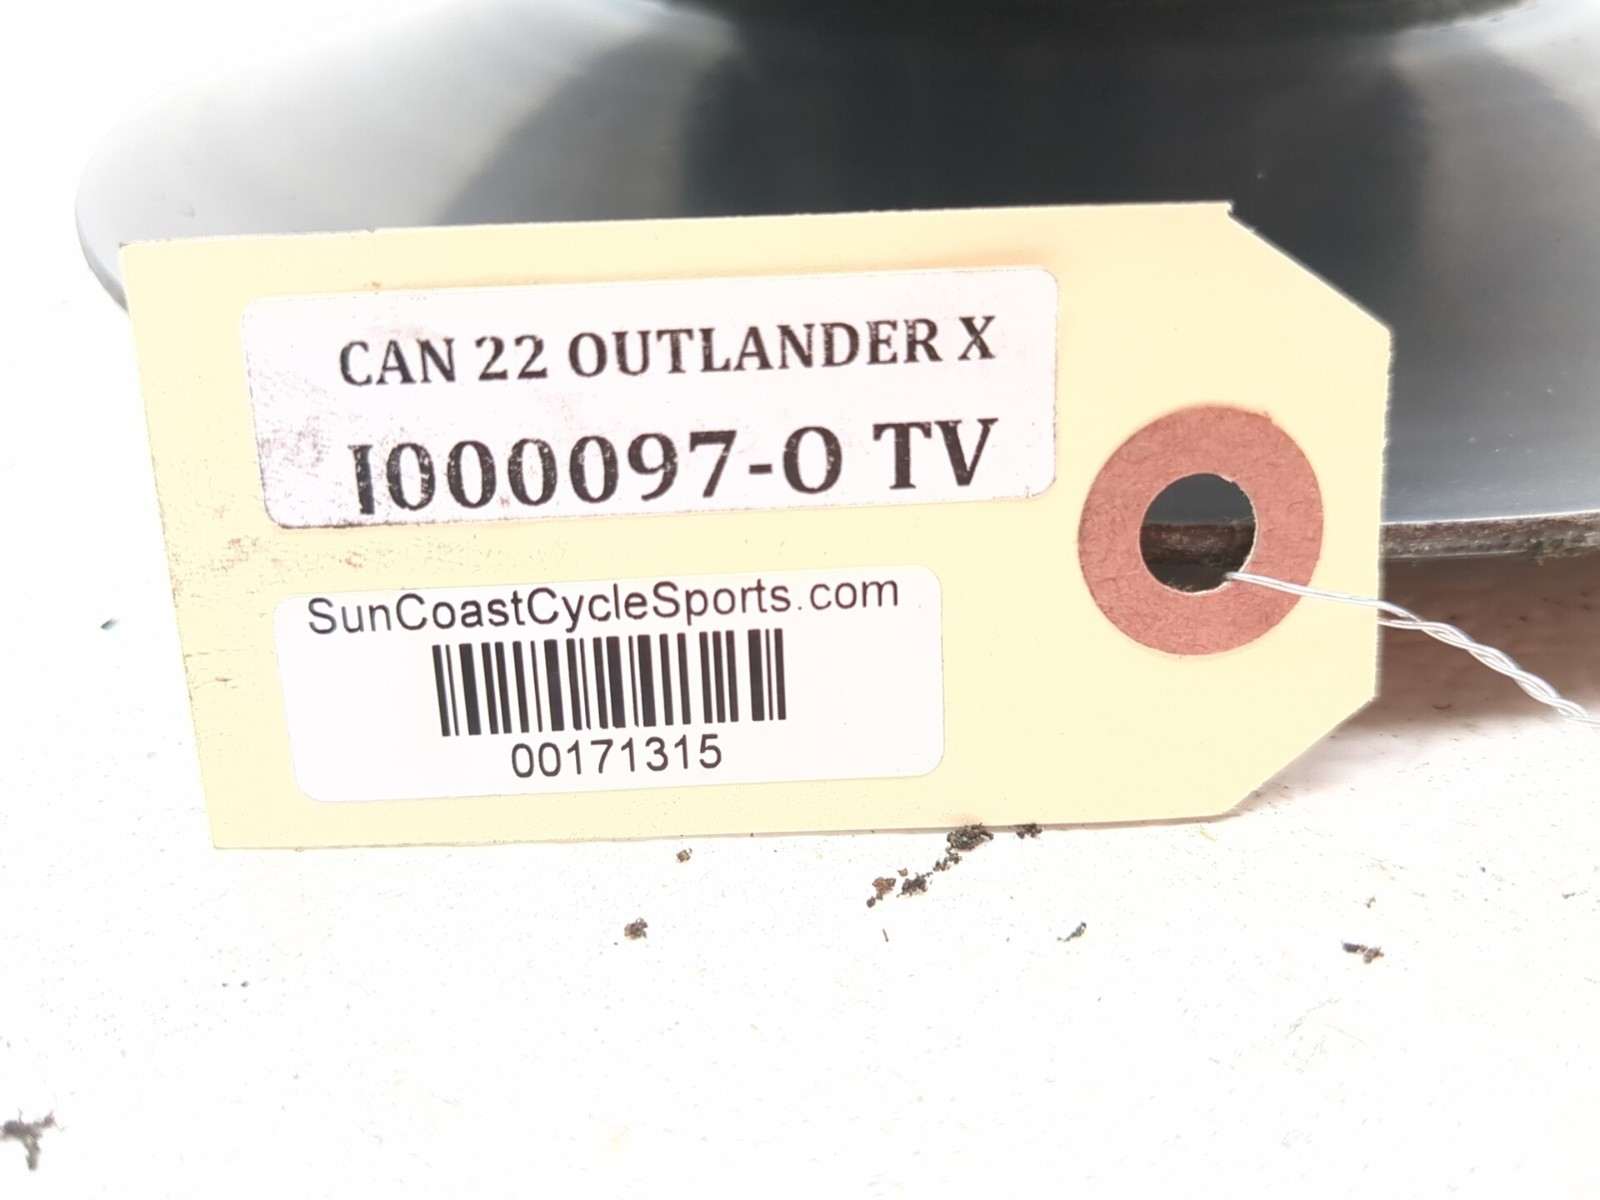 CAN 22 OUTLANDER X
I000097-O TV
SunCoastCycleSports.com
00171315